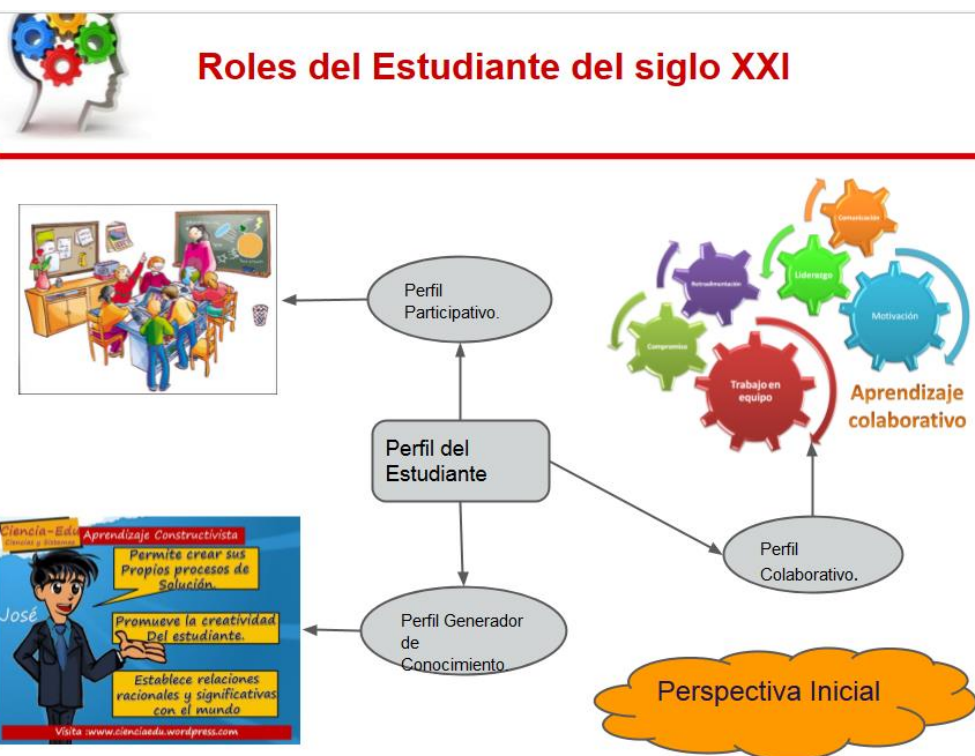 Roles del Estudiante del siglo XXI
Perfil
Participativo.
Comunicación
Liderazgo
Retroalimentación
Motivación
Compromiso
Trabajo en
equipo
Aprendizaje
colaborativo
Perfil del
Estudiante
Perfil
Colaborativo.
Perfil Generador
de
Conocimiento.
Ciencia-Edu
Ciencias y Sistemas
Aprendizaje Constructivista
Permite crear sus
Propios procesos de
Solución.
José
Promueve la creatividad
Del estudiante.
Establece relaciones
racionales y significativas
con el mundo
Visita :www.cienciaedu.wordpress.com
Perspectiva Inicial